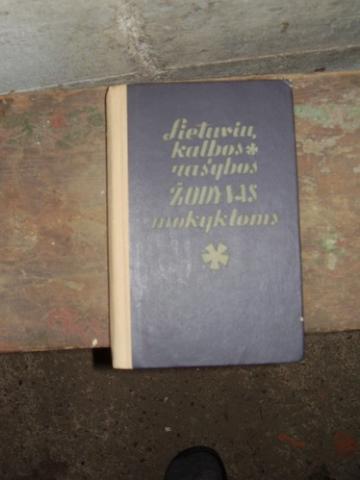 Lietuvių
kalbos *
rašybos
ŽODYNAS
mokykloms